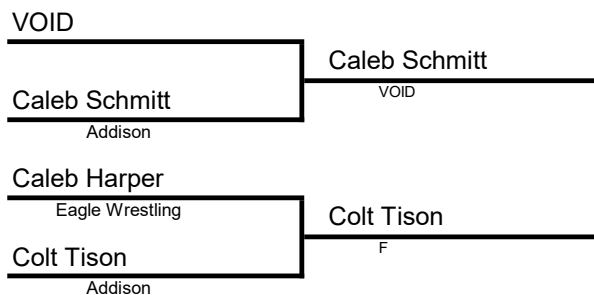 VOID
Caleb Schmitt
VOID
Caleb Schmitt
Addison
Caleb Harper
Eagle Wrestling
Colt Tison
F
Colt Tison
Addison